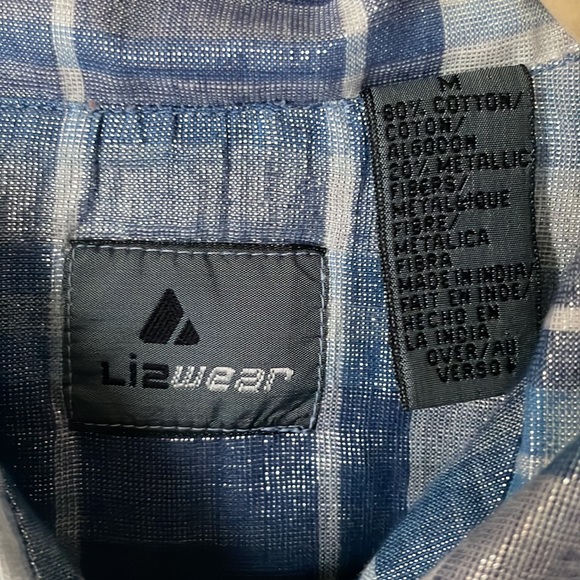 Lizwear
M
80% COTTON/
COTON/
ALGODON
20% METALLIC
FIBERS/
METALGIQUE
FIBRE/
METALICA
FIBRA
MADE IN INDIA/
FAIT EN INDE/
HECHO EN
LA INDIA
OVER/AU
VERSO